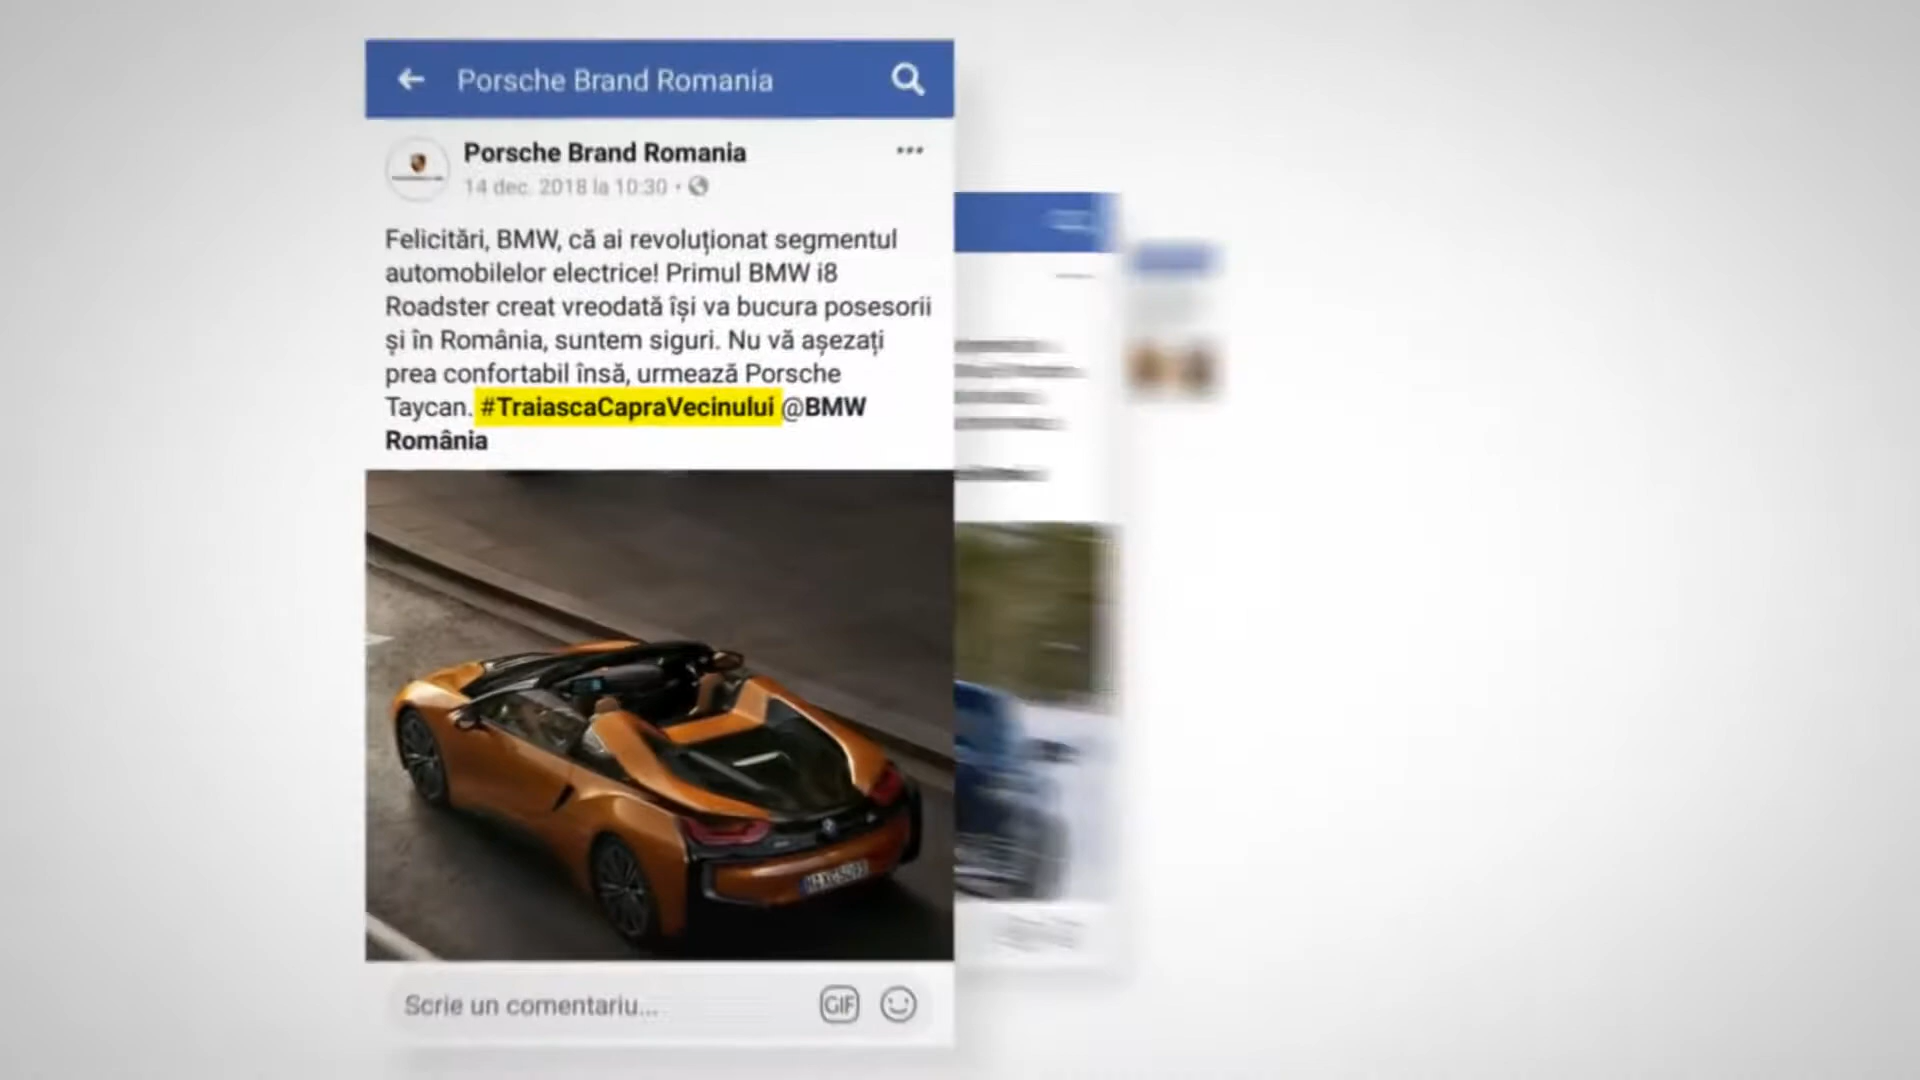 Porsche Brand Romania
Porsche Brand Romania
14 dec. 2018 la 10:30 •
Felicitări, BMW, că ai revoluționat segmentul
automobilelor electrice! Primul BMW i8
Roadster creat vreodată își va bucura posesorii
și în România, suntem siguri. Nu vă așezați
prea confortabil însă, urmează Porsche
Taycan. #TraiascaCapraVecinului @BMW
România
Scrie un comentariu...
GIF